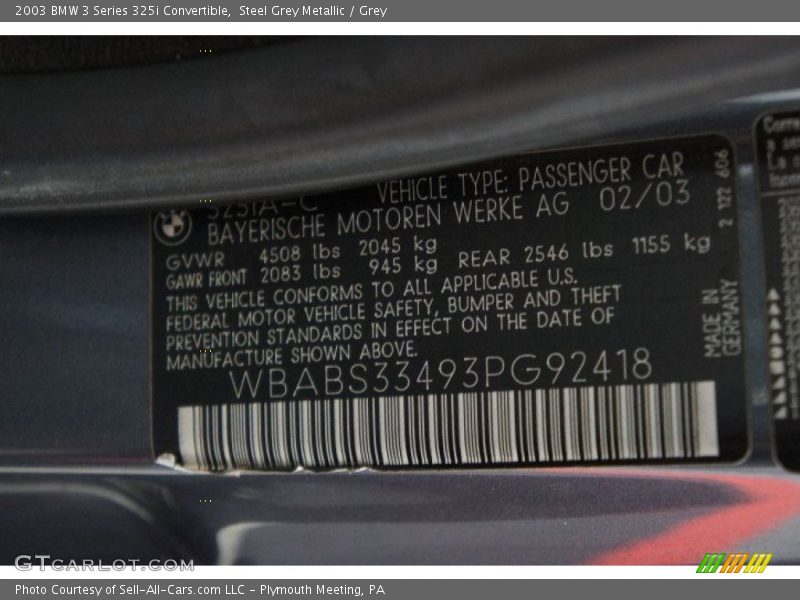 2003 BMW 3 Series 325i Convertible,  Steel Grey Metallic / Grey
325iA-C
VEHICLE TYPE: PASSENGER CAR
BAYERISCHE MOTOREN WERKE AG 02/03
GVWR 4508 lbs 2045 kg
GAWR FRONT 2083 lbs 945 kg REAR 2546 lbs 1155 kg
THIS VEHICLE CONFORMS TO ALL APPLICABLE U.S.
FEDERAL MOTOR VEHICLE SAFETY, BUMPER AND THEFT
PREVENTION STANDARDS IN EFFECT ON THE DATE OF
MANUFACTURE SHOWN ABOVE.
WBABS33493PG92418
2 122 606
MADE IN
GERMANY
GTCARLOT.COM
Photo Courtesy of Sell-All-Cars.com LLC – Plymouth Meeting, PA